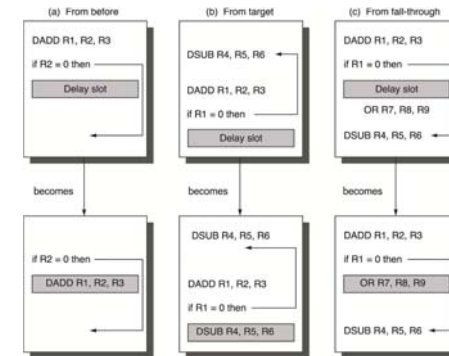 (a) From before
DADD R1, R2, R3
if R2 = 0 then
Delay slot
becomes
if R2 = 0 then
DADD R1, R2, R3
(b) From target
DSUB R4, R5, R6
DADD R1, R2, R3
if R1 = 0 then
Delay slot
becomes
DSUB R4, R5, R6
DADD R1, R2, R3
if R1 = 0 then
DSUB R4, R5, R6
(c) From fall-through
DADD R1, R2, R3
if R1 = 0 then
Delay slot
OR R7, R8, R9
DSUB R4, R5, R6
becomes
DADD R1, R2, R3
if R1 = 0 then
OR R7, R8, R9
DSUB R4, R5, R6